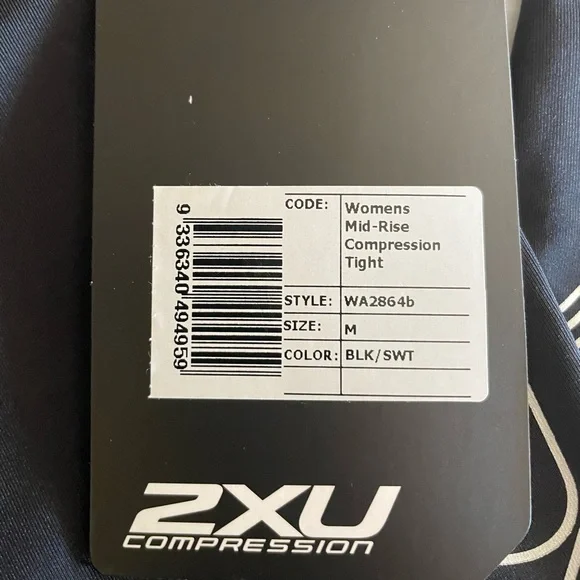 CODE: Womens
Mid-Rise
Compression
Tight
STYLE: WA2864b
SIZE: M
COLOR: BLK/SWT
9 336340 494959
2XU
COMPRESSION